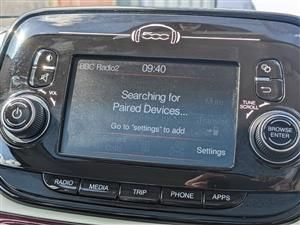 500
BBC Radio2 09:40
Searching for
Paired Devices...
Go to "settings" to add
Settings
VOL
TUNE
SCROLL
BROWSE
ENTER
RADIO MEDIA TRIP PHONE APPS